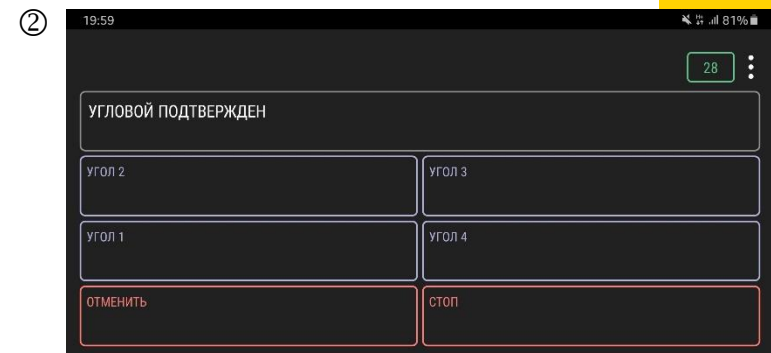 ②
19:59 81%
28
УГЛОВОЙ ПОДТВЕРЖДЕН
УГОЛ 2 УГОЛ 3
УГОЛ 1 УГОЛ 4
ОТМЕНИТЬ СТОП